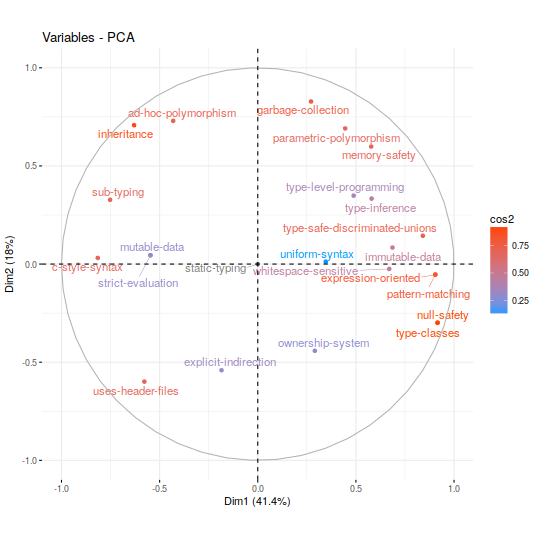 Variables - PCA
1.0
ad-hoc-polymorphism
garbage-collection
inheritance
parametric-polymorphism
memory-safety
0.5
sub-typing
type-level-programming
type-inference
cos2
type-safe-discriminated-unions
0.75
mutable-data
uniform-syntax
immutable-data
0.50
0.0
c-style-syntax
static-typing
whitespace-sensitive
expression-oriented
0.25
strict-evaluation
pattern-matching
null-safety
type-classes
ownership-system
-0.5
explicit-indirection
uses-header-files
-1.0
-1.0
-0.5
0.0
0.5
1.0
Dim1 (41.4%)
Dim2 (18%)